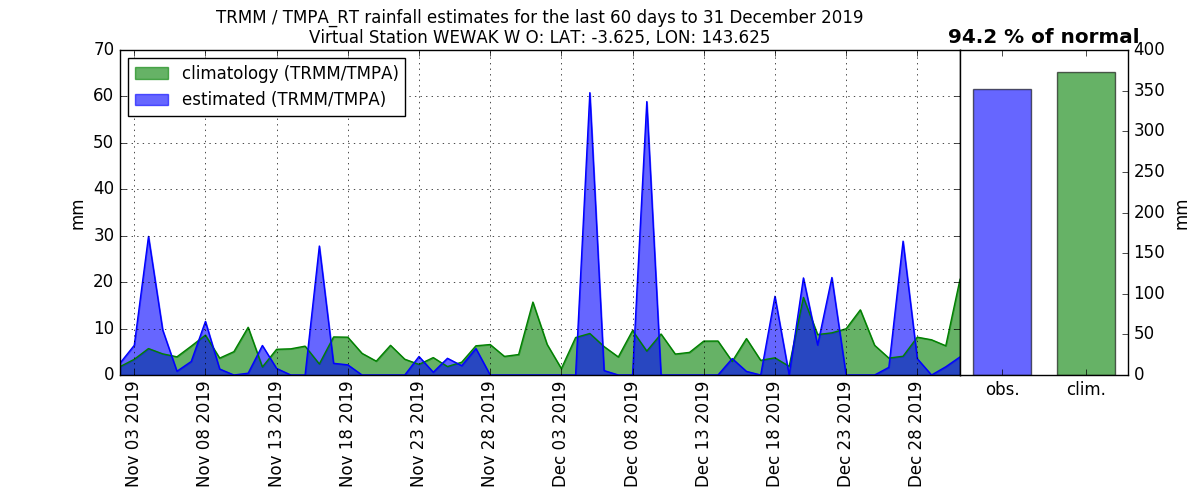 TRMM / TMPA_RT rainfall estimates for the last 60 days to 31 December 2019
Virtual Station WEWAK W O: LAT: -3.625, LON: 143.625
94.2 % of normal
climatology (TRMM/TMPA)
estimated (TRMM/TMPA)
mm
70
60
50
40
30
20
10
0
Nov 03 2019
Nov 08 2019
Nov 13 2019
Nov 18 2019
Nov 23 2019
Nov 28 2019
Dec 03 2019
Dec 08 2019
Dec 13 2019
Dec 18 2019
Dec 23 2019
Dec 28 2019
obs.
clim.
400
350
300
250
200
150
100
50
0
mm